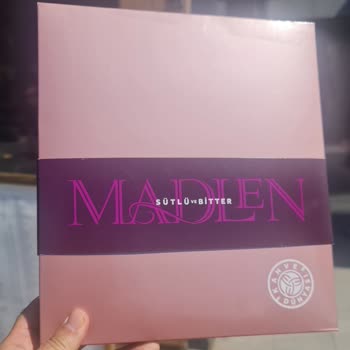 MADLEN
SÜTLÜ VE BİTTER
KAHVE DÜNYASI